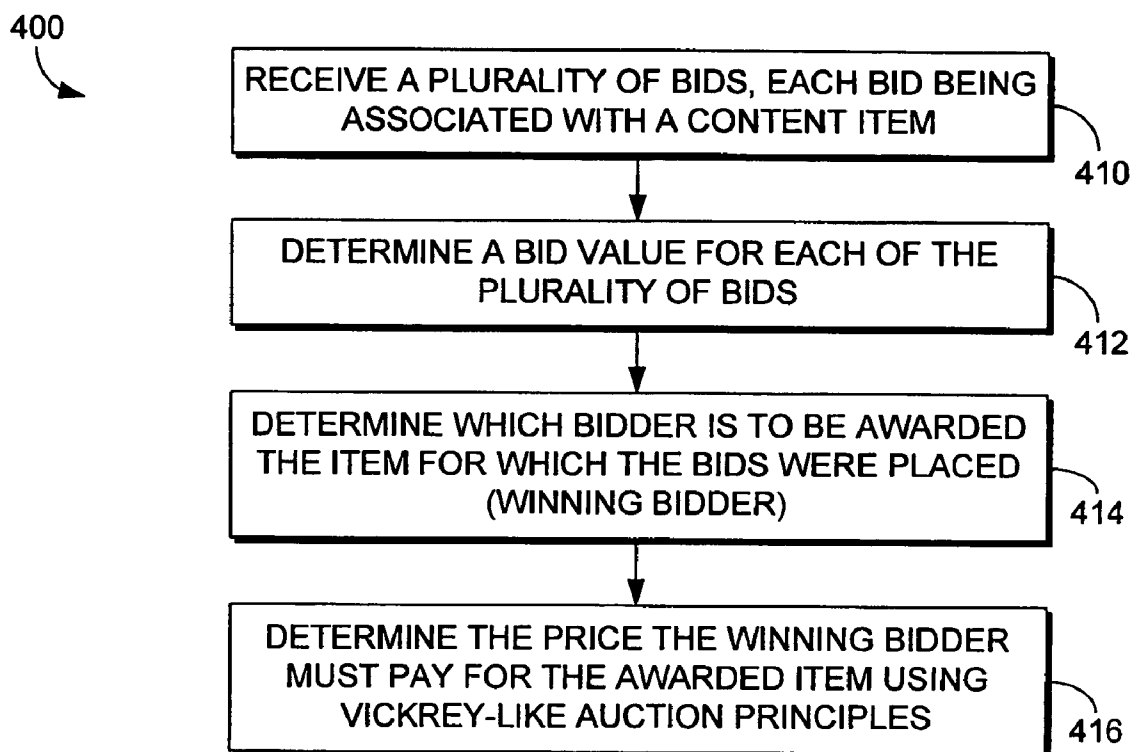 400
RECEIVE A PLURALITY OF BIDS, EACH BID BEING
ASSOCIATED WITH A CONTENT ITEM
410
DETERMINE A BID VALUE FOR EACH OF THE
PLURALITY OF BIDS
412
DETERMINE WHICH BIDDER IS TO BE AWARDED
THE ITEM FOR WHICH THE BIDS WERE PLACED
(WINNING BIDDER)
414
DETERMINE THE PRICE THE WINNING BIDDER
MUST PAY FOR THE AWARDED ITEM USING
VICKREY-LIKE AUCTION PRINCIPLES
416